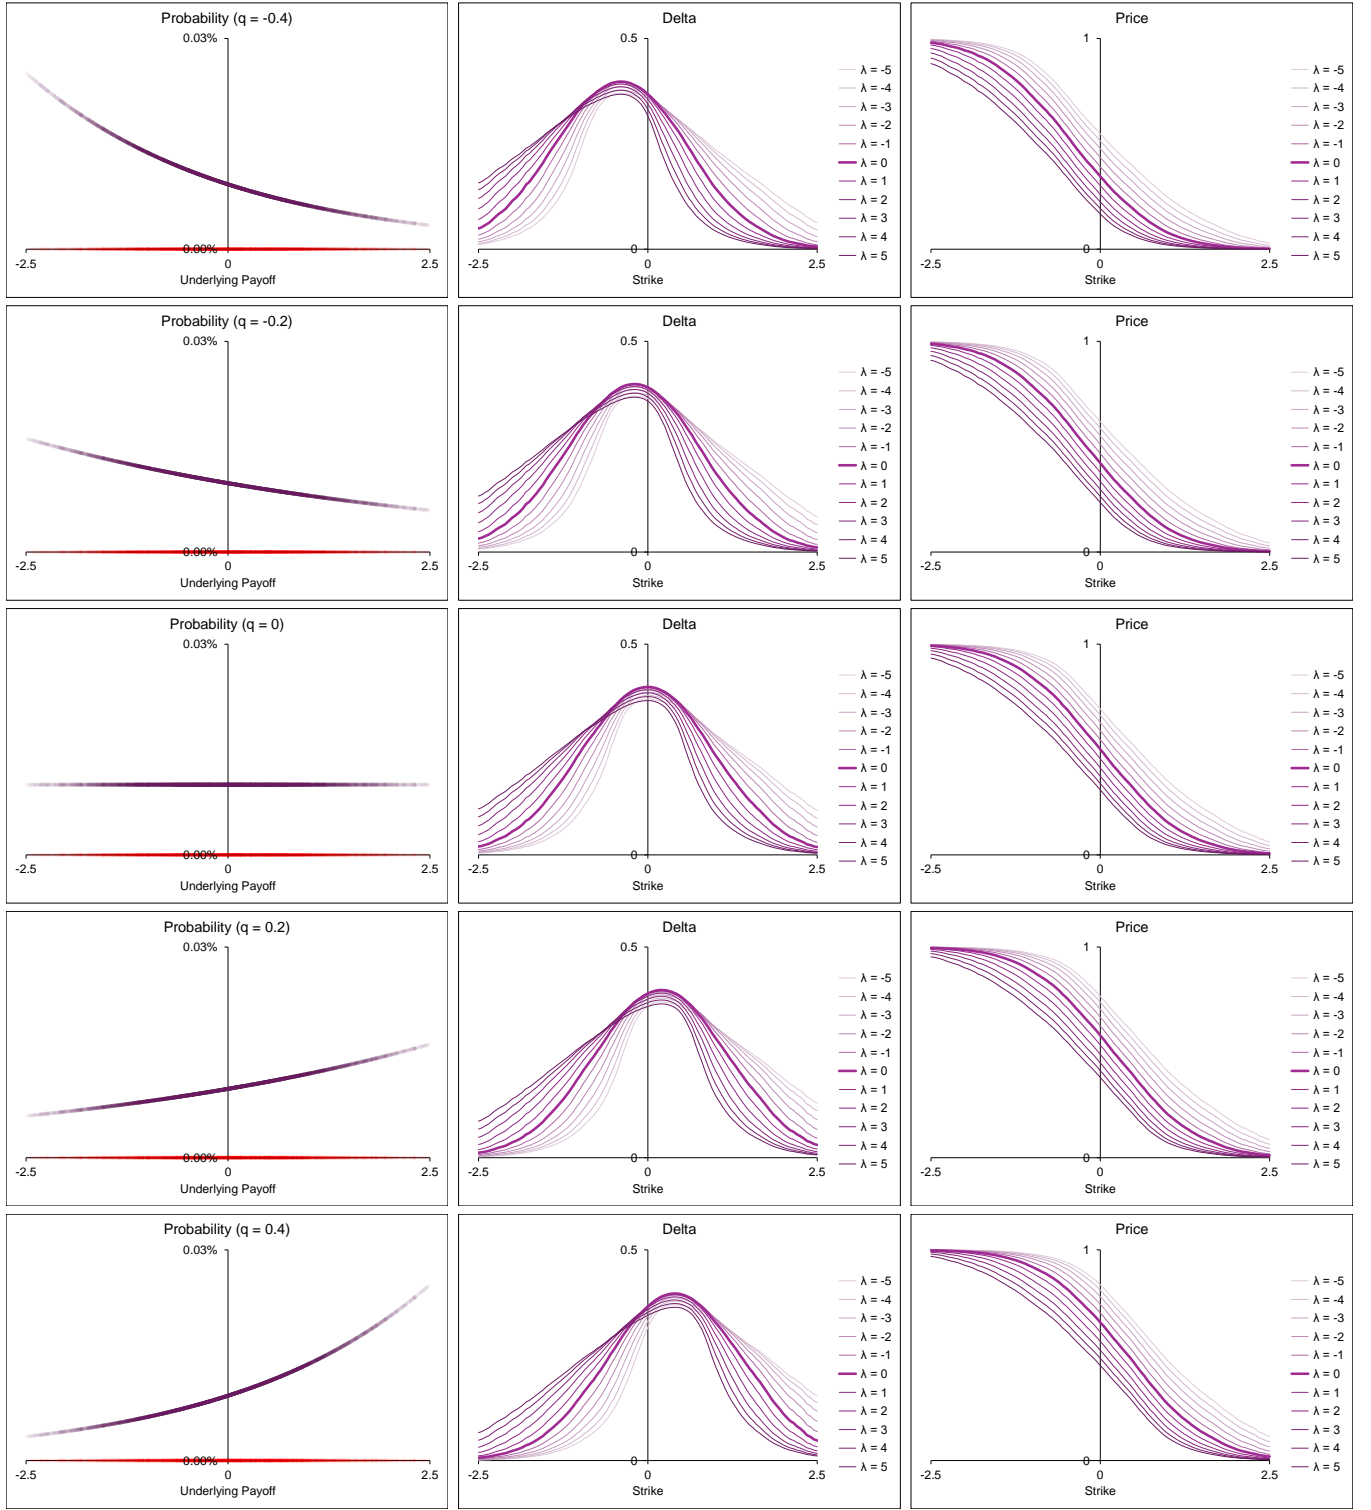 Probability (q = -0.4)
0.03%
0.00%
-2.5 0 2.5
Underlying Payoff
Delta
0.5
0
-2.5 0 2.5
Strike
λ = -5
λ = -4
λ = -3
λ = -2
λ = -1
λ = 0
λ = 1
λ = 2
λ = 3
λ = 4
λ = 5
Price
1
0
-2.5 0 2.5
Strike
λ = -5
λ = -4
λ = -3
λ = -2
λ = -1
λ = 0
λ = 1
λ = 2
λ = 3
λ = 4
λ = 5
Probability (q = -0.2)
0.03%
0.00%
-2.5 0 2.5
Underlying Payoff
Delta
0.5
0
-2.5 0 2.5
Strike
λ = -5
λ = -4
λ = -3
λ = -2
λ = -1
λ = 0
λ = 1
λ = 2
λ = 3
λ = 4
λ = 5
Price
1
0
-2.5 0 2.5
Strike
λ = -5
λ = -4
λ = -3
λ = -2
λ = -1
λ = 0
λ = 1
λ = 2
λ = 3
λ = 4
λ = 5
Probability (q = 0)
0.03%
0.00%
-2.5 0 2.5
Underlying Payoff
Delta
0.5
0
-2.5 0 2.5
Strike
λ = -5
λ = -4
λ = -3
λ = -2
λ = -1
λ = 0
λ = 1
λ = 2
λ = 3
λ = 4
λ = 5
Price
1
0
-2.5 0 2.5
Strike
λ = -5
λ = -4
λ = -3
λ = -2
λ = -1
λ = 0
λ = 1
λ = 2
λ = 3
λ = 4
λ = 5
Probability (q = 0.2)
0.03%
0.00%
-2.5 0 2.5
Underlying Payoff
Delta
0.5
0
-2.5 0 2.5
Strike
λ = -5
λ = -4
λ = -3
λ = -2
λ = -1
λ = 0
λ = 1
λ = 2
λ = 3
λ = 4
λ = 5
Price
1
0
-2.5 0 2.5
Strike
λ = -5
λ = -4
λ = -3
λ = -2
λ = -1
λ = 0
λ = 1
λ = 2
λ = 3
λ = 4
λ = 5
Probability (q = 0.4)
0.03%
0.00%
-2.5 0 2.5
Underlying Payoff
Delta
0.5
0
-2.5 0 2.5
Strike
λ = -5
λ = -4
λ = -3
λ = -2
λ = -1
λ = 0
λ = 1
λ = 2
λ = 3
λ = 4
λ = 5
Price
1
0
-2.5 0 2.5
Strike
λ = -5
λ = -4
λ = -3
λ = -2
λ = -1
λ = 0
λ = 1
λ = 2
λ = 3
λ = 4
λ = 5